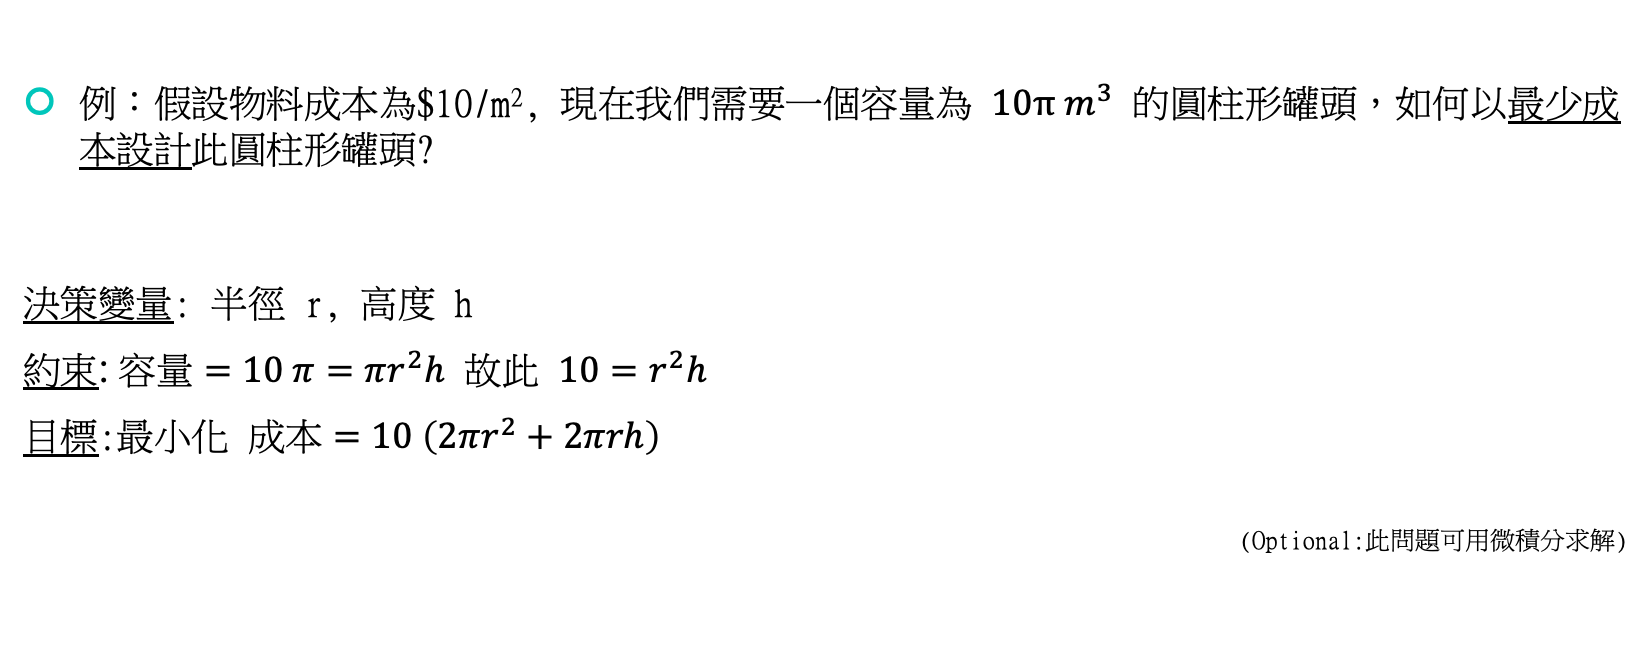 例：假設物料成本為$10/m², 現在我們需要一個容量為 10π m³ 的圓柱形罐頭，如何以最少成
本設計此圓柱形罐頭?
決策變量: 半徑 r, 高度 h
約束: 容量 = 10 π = πr²h 故此 10 = r²h
目標:最小化 成本 = 10 (2πr² + 2πrh)
(Optional:此問題可用微積分求解)